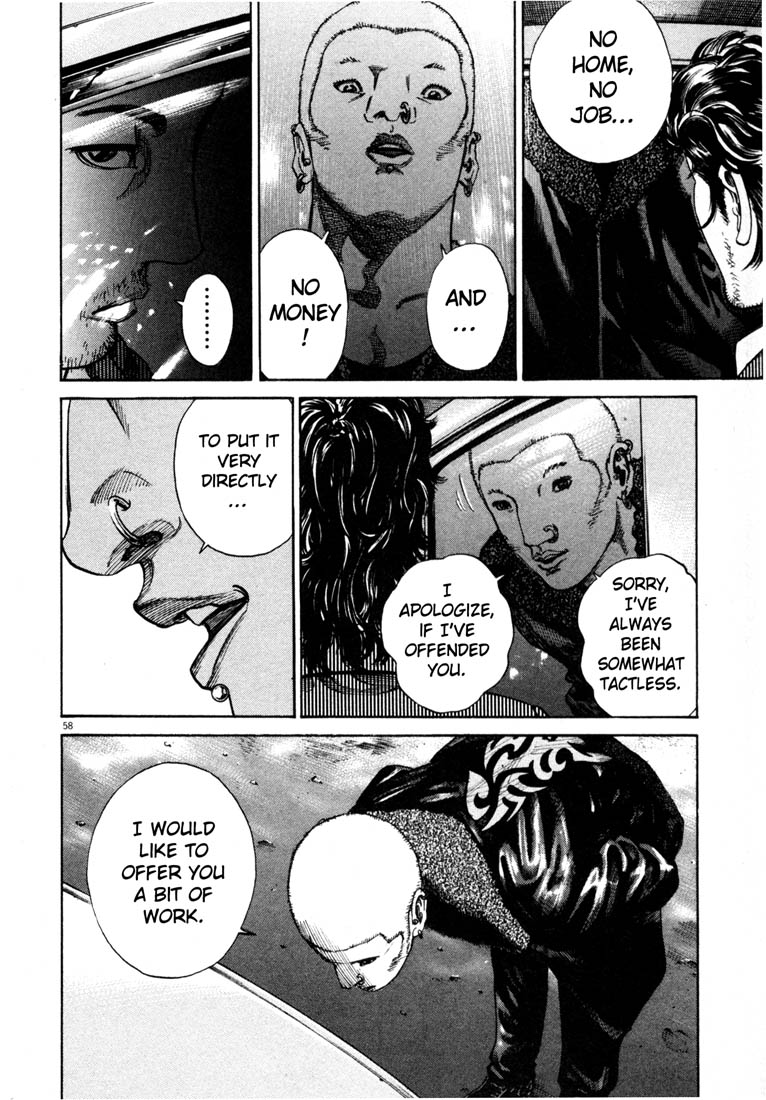 NO
HOME,
NO
JOB...
AND
...
NO
MONEY
!
........
SORRY,
I'VE
ALWAYS
BEEN
SOMEWHAT
TACTLESS.
I
APOLOGIZE,
IF I'VE
OFFENDED
YOU.
TO PUT IT
VERY
DIRECTLY
...
58
I WOULD
LIKE TO
OFFER YOU
A BIT OF
WORK.